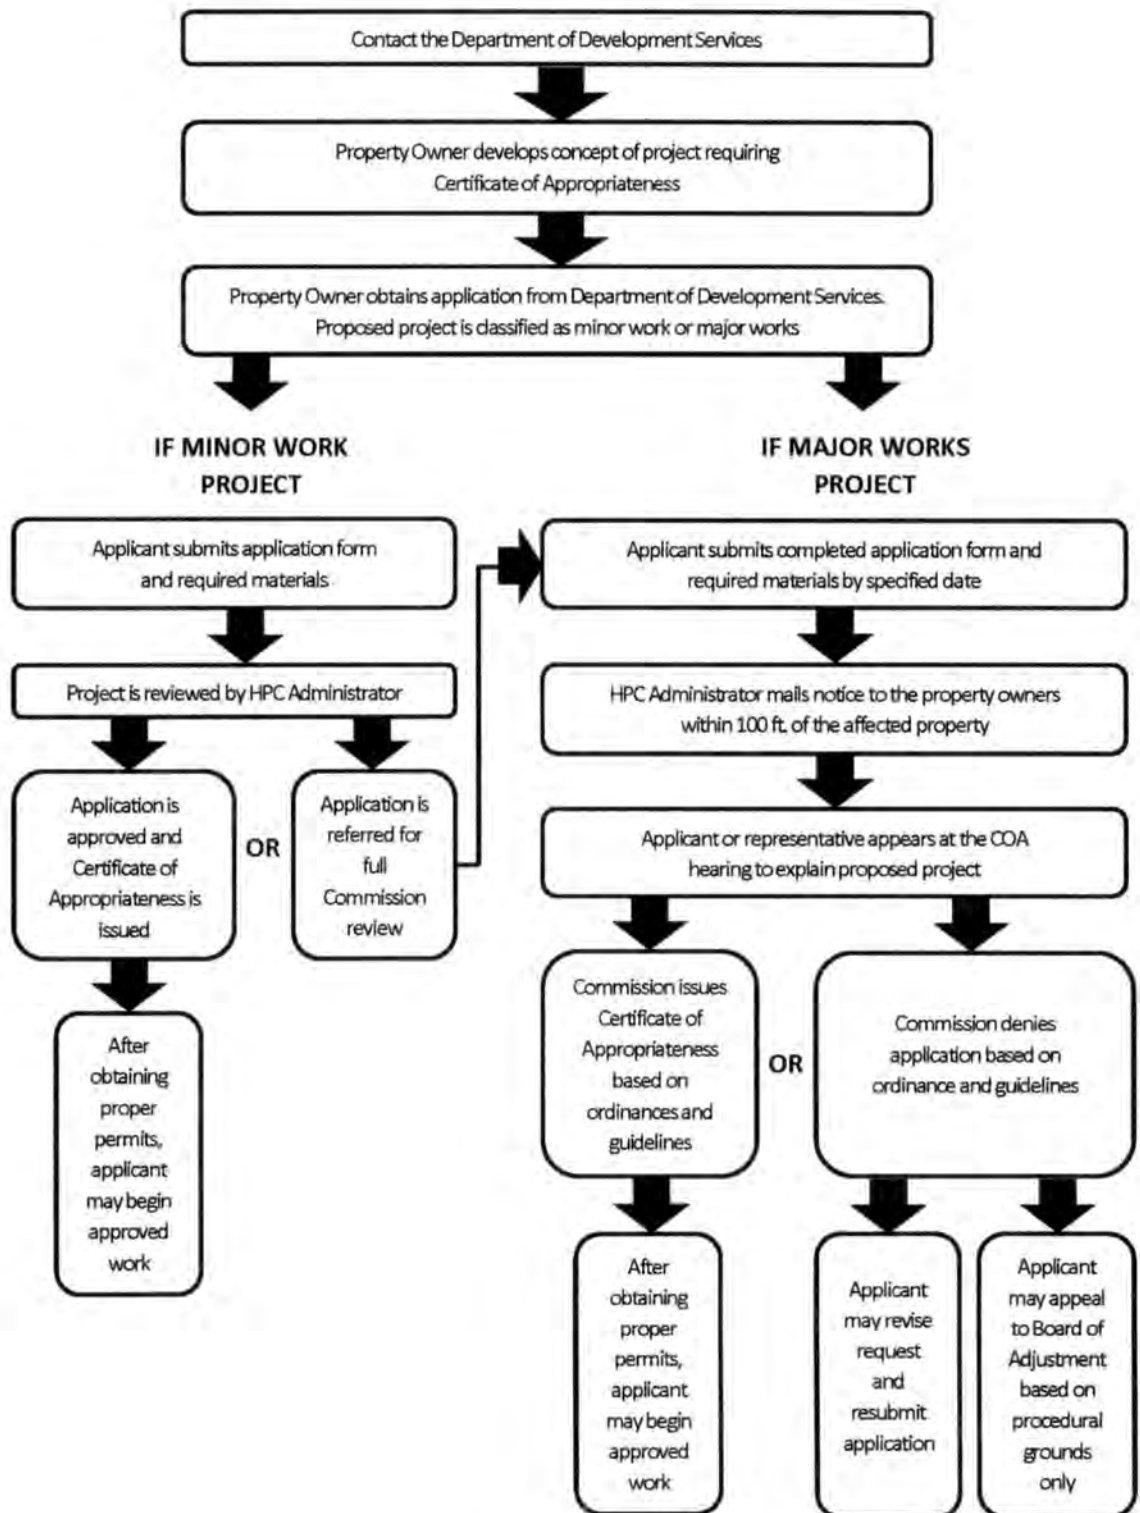 Contact the Department of Development Services
Property Owner develops concept of project requiring
Certificate of Appropriateness
Property Owner obtains application from Department of Development Services.
Proposed project is classified as minor work or major works
IF MINOR WORK
PROJECT
Applicant submits application form
and required materials
Project is reviewed by HPC Administrator
Application is
approved and
Certificate of
Appropriateness is
issued
OR
Application is
referred for
full
Commission
review
After
obtaining
proper
permits,
applicant
may begin
approved
work
IF MAJOR WORKS
PROJECT
Applicant submits completed application form and
required materials by specified date
HPC Administrator mails notice to the property owners
within 100 ft. of the affected property
Applicant or representative appears at the COA
hearing to explain proposed project
Commission issues
Certificate of
Appropriateness
based on
ordinances and
guidelines
OR
Commission denies
application based on
ordinance and guidelines
After
obtaining
proper
permits,
applicant
may begin
approved
work
Applicant
may revise
request
and
resubmit
application
Applicant
may appeal
to Board of
Adjustment
based on
procedural
grounds
only